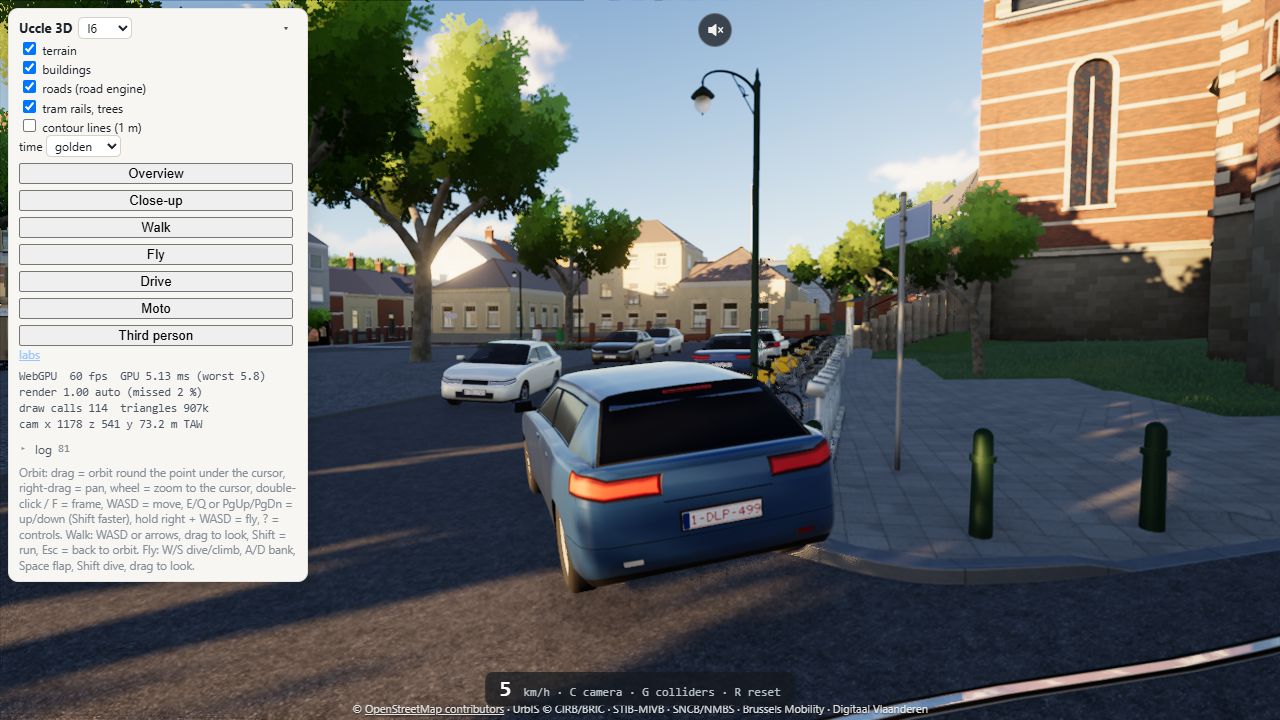 Uccle 3D l6
terrain
buildings
roads (road engine)
tram rails, trees
contour lines (1 m)
time golden
Overview
Close-up
Walk
Fly
Drive
Moto
Third person
labs
WebGPU 60 fps GPU 5.13 ms (worst 5.8)
render 1.00 auto (missed 2 %)
draw calls 114 triangles 907k
cam x 1178 z 541 y 73.2 m TAW
log 81
Orbit: drag = orbit round the point under the cursor,
right-drag = pan, wheel = zoom to the cursor, double-
click / F = frame, WASD = move, E/Q or PgUp/PgDn =
up/down (Shift faster), hold right + WASD = fly, ? =
controls. Walk: WASD or arrows, drag to look, Shift =
run, Esc = back to orbit. Fly: W/S dive/climb, A/D bank,
Space flap, Shift dive, drag to look.
1-DLP-499
5 km/h · C camera · G colliders · R reset
© OpenStreetMap contributors · UrbIS © CIRB/BRIC · STIB-MIVB · SNCB/NMBS · Brussels Mobility · Digitaal Vlaanderen